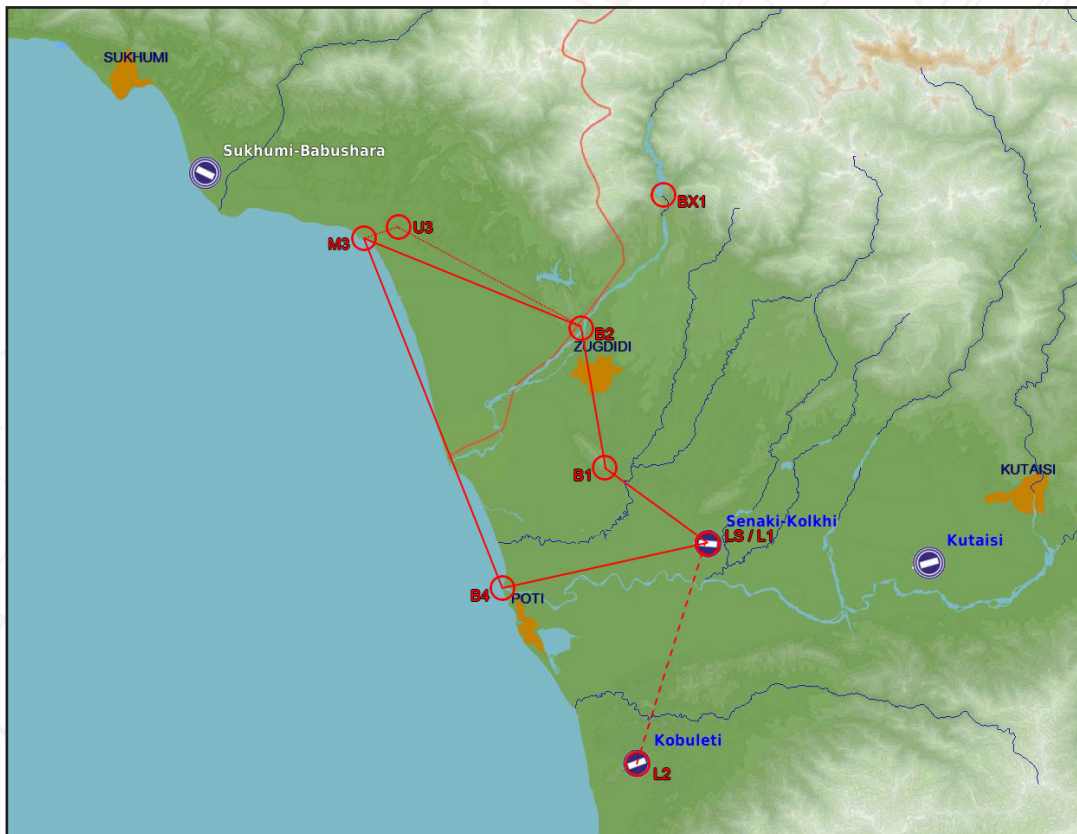 SUKHUMI
Sukhumi-Babushara
BX1
U3
M3
B2
ZUGDIDI
B1
KUTAISI
Senaki-Kolkhi
LS / L1
Kutaisi
B4
POTI
Kobuleti
L2